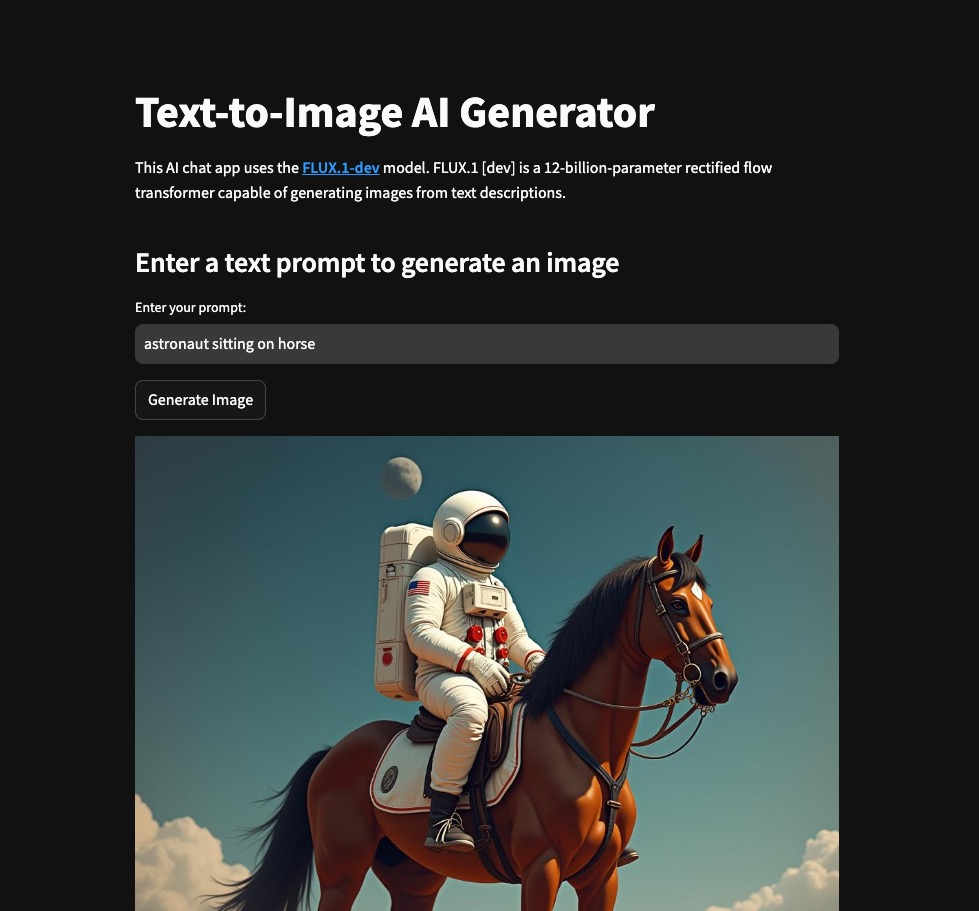 Text-to-Image AI Generator
This AI chat app uses the FLUX.1-dev model. FLUX.1 [dev] is a 12-billion-parameter rectified flow
transformer capable of generating images from text descriptions.
Enter a text prompt to generate an image
Enter your prompt:
astronaut sitting on horse
Generate Image